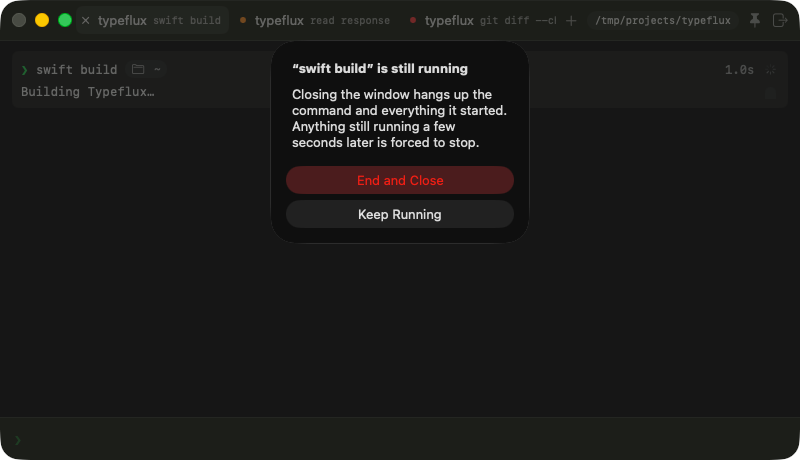 typeflux swift build
typeflux read response
typeflux git diff --cl
/tmp/projects/typeflux
❯ swift build ~
1.0s
Building Typeflux…
“swift build” is still running
Closing the window hangs up the
command and everything it started.
Anything still running a few
seconds later is forced to stop.
End and Close
Keep Running
❯